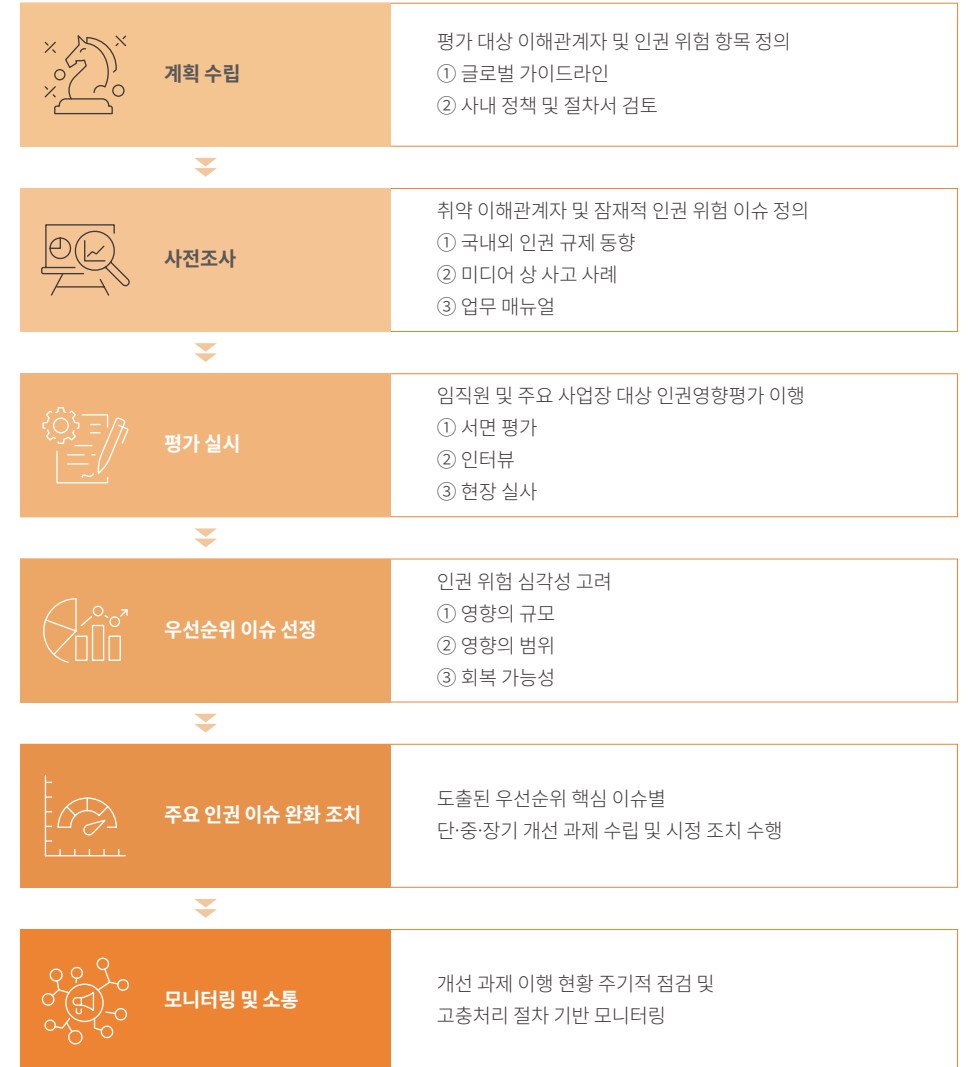 계획 수립
평가 대상 이해관계자 및 인권 위험 항목 정의
① 글로벌 가이드라인
② 사내 정책 및 절차서 검토
사전조사
취약 이해관계자 및 잠재적 인권 위험 이슈 정의
① 국내외 인권 규제 동향
② 미디어 상 사고 사례
③ 업무 매뉴얼
평가 실시
임직원 및 주요 사업장 대상 인권영향평가 이행
① 서면 평가
② 인터뷰
③ 현장 실사
우선순위 이슈 선정
인권 위험 심각성 고려
① 영향의 규모
② 영향의 범위
③ 회복 가능성
주요 인권 이슈 완화 조치
도출된 우선순위 핵심 이슈별
단·중·장기 개선 과제 수립 및 시정 조치 수행
모니터링 및 소통
개선 과제 이행 현황 주기적 점검 및
고충처리 절차 기반 모니터링